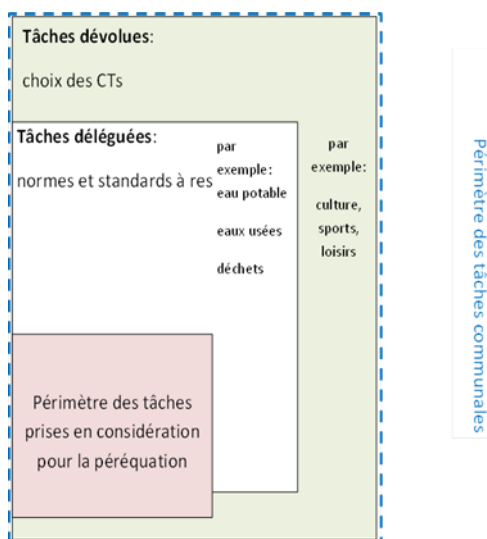 Tâches dévolues:
choix des CTs
Tâches déléguées:
normes et standards à res
par
exemple:
eau potable
eaux usées
déchets
par
exemple:
culture,
sports,
loisirs
Périmètre des tâches
prises en considération
pour la péréquation
Périmètre des tâches communales